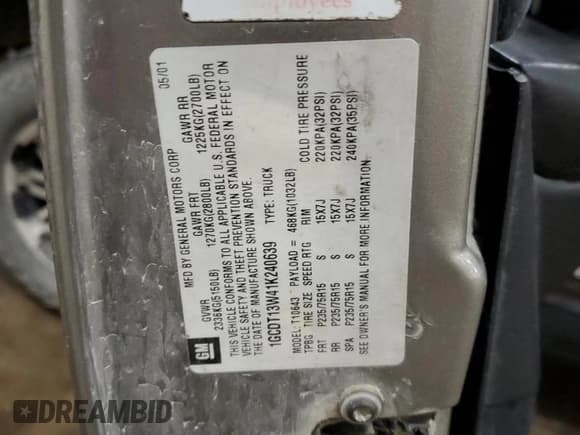 employees
MFD BY GENERAL MOTORS CORP 05/01
GVWR GAWR FRT GAWR RR
2336KG(5150LB) 1270KG(2800LB) 1225KG(2700LB)
THIS VEHICLE CONFORMS TO ALL APPLICABLE U.S. FEDERAL MOTOR
VEHICLE SAFETY AND THEFT PREVENTION STANDARDS IN EFFECT ON
THE DATE OF MANUFACTURE SHOWN ABOVE.
1GCDT13W41K240639 TYPE: TRUCK
MODEL: T10643 PAYLOAD = 468KG(1032LB)
TPBG TIRE SIZE SPEED RTG RIM COLD TIRE PRESSURE
FRT P235/75R15 S 15X7J 220KPA(32PSI)
RR P235/75R15 S 15X7J 220KPA(32PSI)
SPA P235/75R15 S 15X7J 240KPA(35PSI)
SEE OWNER'S MANUAL FOR MORE INFORMATION.
GM
DREAMBID